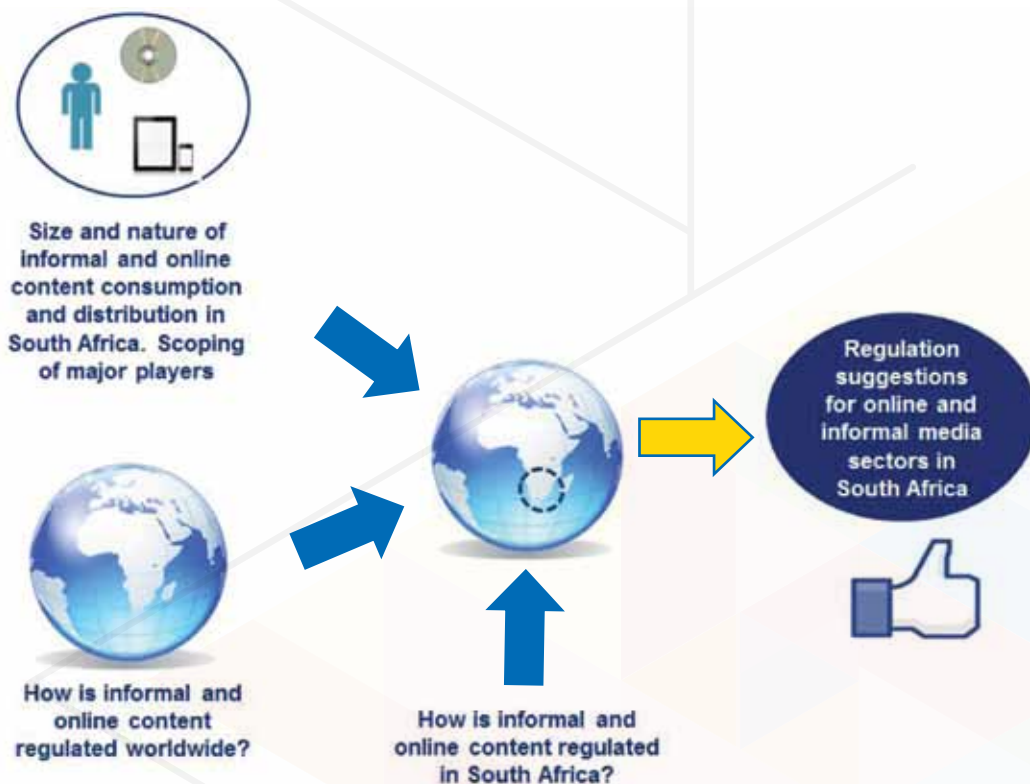 Size and nature of
informal and online
content consumption
and distribution in
South Africa. Scoping
of major players
How is informal and
online content
regulated worldwide?
How is informal and
online content regulated
in South Africa?
Regulation
suggestions
for online and
informal media
sectors in
South Africa